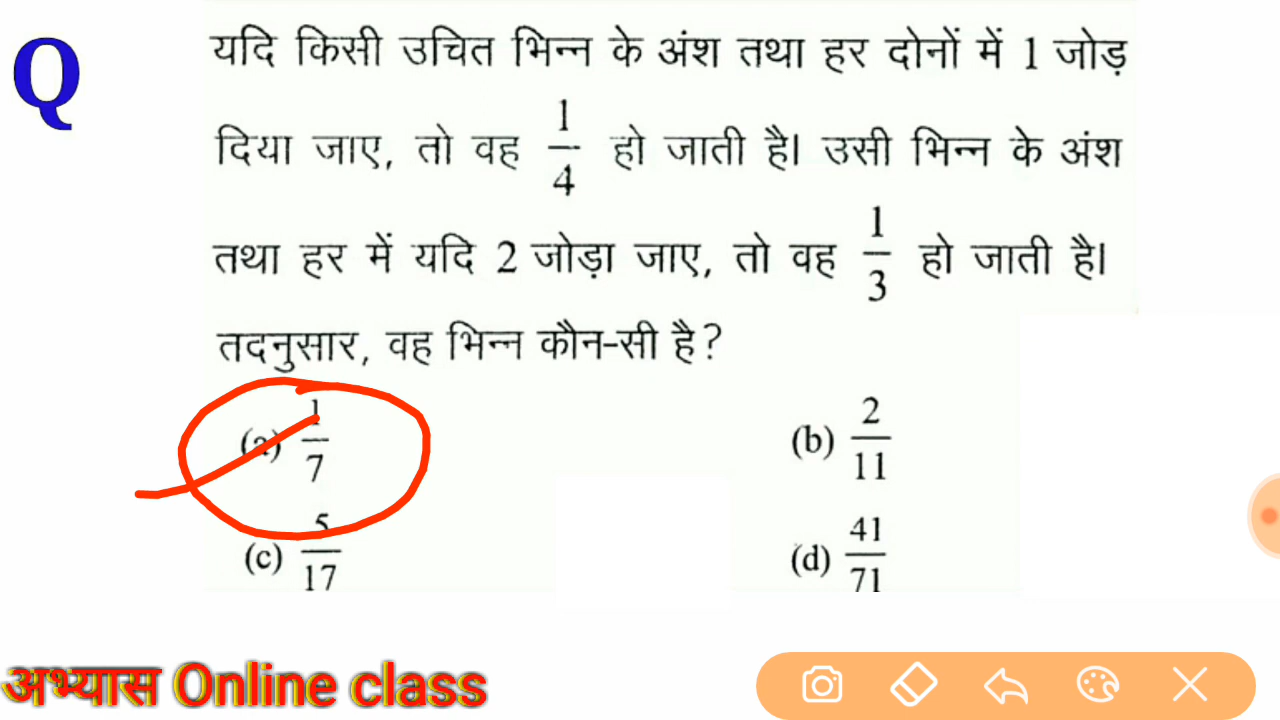 Q
यदि किसी उचित भिन्न के अंश तथा हर दोनों में 1 जोड़
दिया जाए, तो वह 1/4 हो जाती है। उसी भिन्न के अंश
तथा हर में यदि 2 जोड़ा जाए, तो वह 1/3 हो जाती है।
तदनुसार, वह भिन्न कौन-सी है?
(a) 1/7 (b) 2/11
(c) 5/17 (d) 41/71
अभ्यास Online class